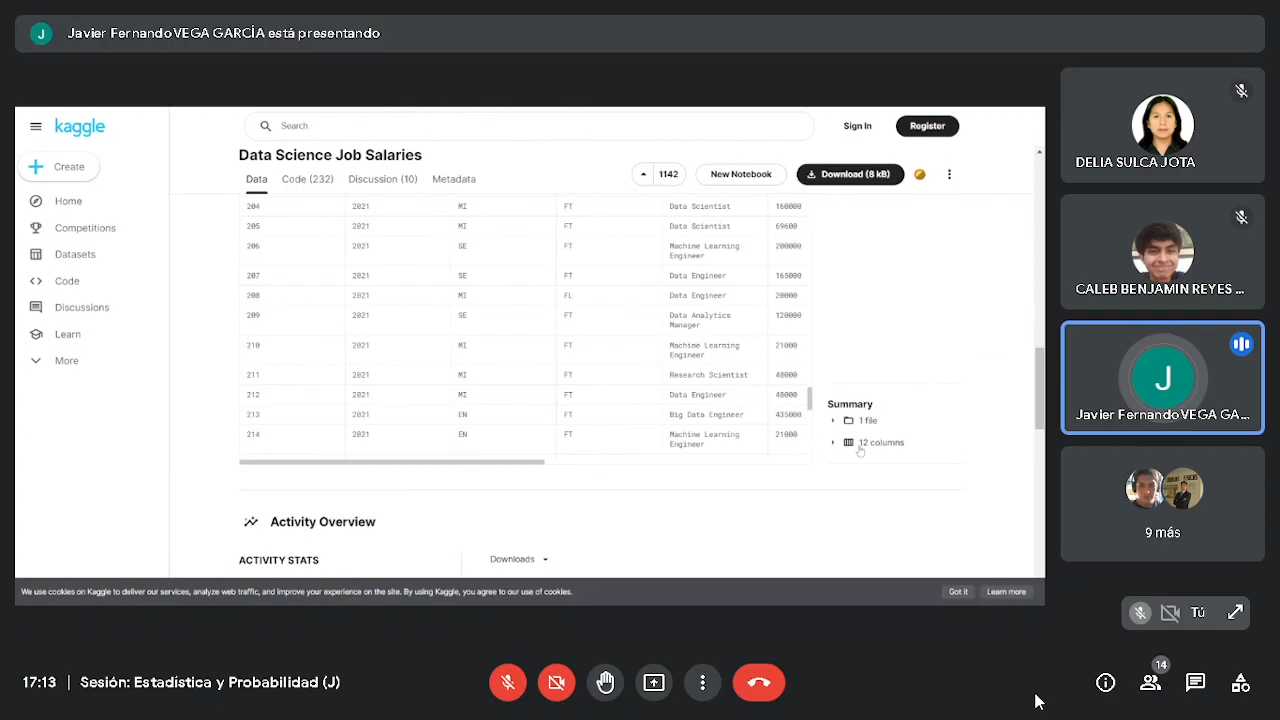 J Javier Fernando VEGA GARCÍA está presentando
kaggle
Search
Sign In
Register
Create
Data Science Job Salaries
1142
New Notebook
Download (8 kB)
Data
Code (232)
Discussion (10)
Metadata
Home
Competitions
Datasets
Code
Discussions
Learn
More
204 2021 MI FT Data Scientist 160000
205 2021 MI FT Data Scientist 69600
206 2021 SE FT Machine Learning Engineer 200000
207 2021 SE FT Data Engineer 165000
208 2021 MI FL Data Engineer 20000
209 2021 SE FT Data Analytics Manager 120000
210 2021 MI FT Machine Learning Engineer 21000
211 2021 MI FT Research Scientist 48000
212 2021 MI FT Data Engineer 48000
213 2021 EN FT Big Data Engineer 435000
214 2021 EN FT Machine Learning Engineer 21000
Summary
1 file
12 columns
Activity Overview
ACTIVITY STATS
Downloads
We use cookies on Kaggle to deliver our services, analyze web traffic, and improve your experience on the site. By using Kaggle, you agree to our use of cookies.
Got it
Learn more
DELIA SULCA JOTA
CALEB BENJAMIN REYES ...
J
Javier Fernando VEGA GA...
9 más
Tú
17:13 | Sesión: Estadística y Probabilidad (J)
14